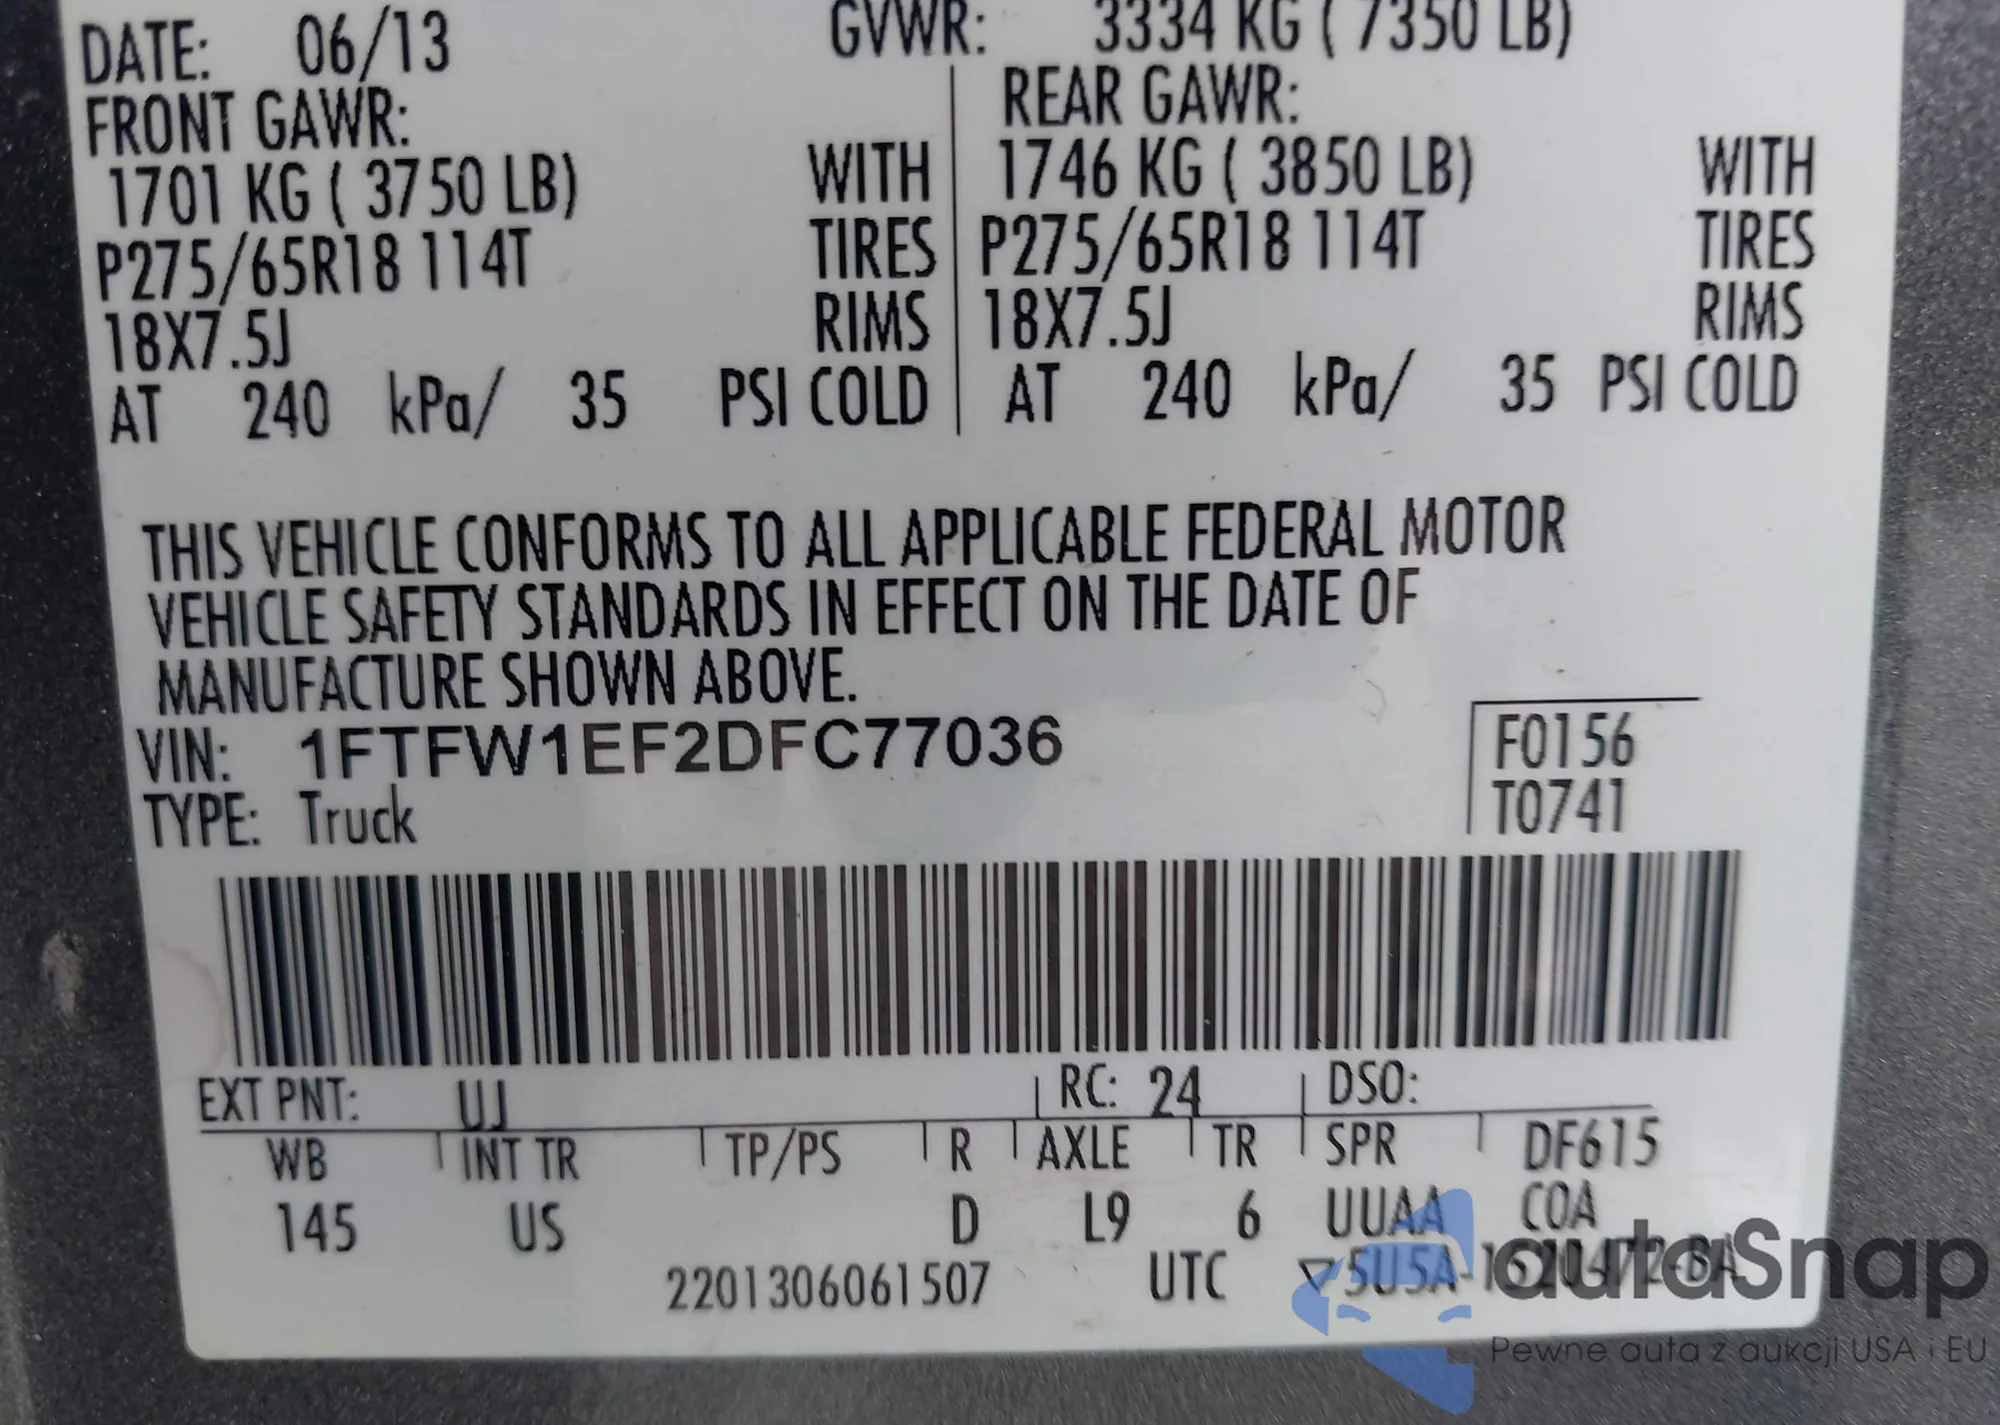 DATE: 06/13 GVWR: 3334 KG ( 7350 LB)
FRONT GAWR: REAR GAWR:
1701 KG ( 3750 LB) WITH 1746 KG ( 3850 LB) WITH
P275/65R18 114T TIRES P275/65R18 114T TIRES
18X7.5J RIMS 18X7.5J RIMS
AT 240 kPa/ 35 PSI COLD AT 240 kPa/ 35 PSI COLD
THIS VEHICLE CONFORMS TO ALL APPLICABLE FEDERAL MOTOR
VEHICLE SAFETY STANDARDS IN EFFECT ON THE DATE OF
MANUFACTURE SHOWN ABOVE.
VIN: 1FTFW1EF2DFC77036 F0156
TYPE: Truck T0741
EXT PNT: UJ RC: 24 DSO:
WB INT TR TP/PS R AXLE TR SPR DF615
145 US D L9 6 UUAA COA
2201306061507 UTC
autoSnap
Pewne auta z aukcji USA i EU